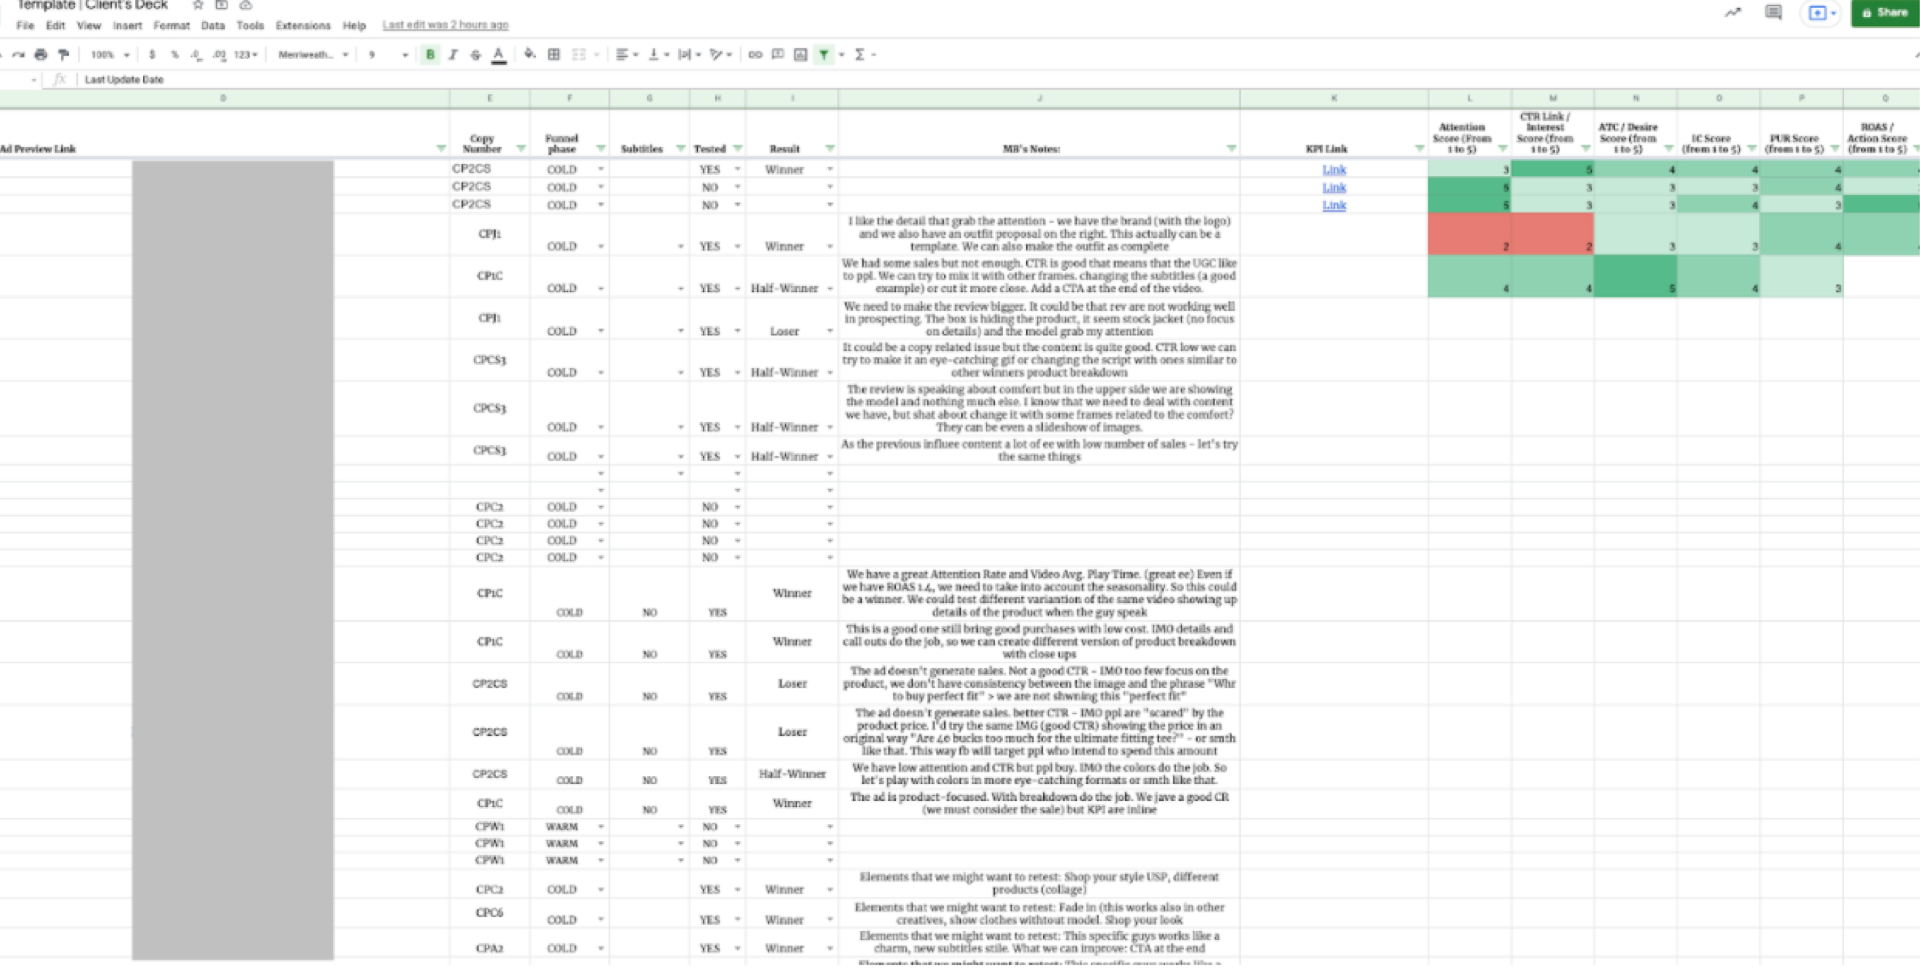 Template | Client's Deck
File Edit View Insert Format Data Tools Extensions Help Last edit was 2 hours ago
Share
100% $ % .0 .00 123 Merriweath... 9 B I S A
fx Last Update Date
D E F G H I J K L M N O P Q
Ad Preview Link
Copy
Number
Funnel
phase
Subtitles
Tested
Result
MB's Notes:
KPI Link
Attention
Score (From
1 to 5)
CTR Link /
Interest
Score (from
1 to 5)
ATC / Desire
Score (from
1 to 5)
IC Score
(from 1 to 5)
PUR Score
(from 1 to 5)
ROAS /
Action Score
(from 1 to 5)
CP2CS COLD YES Winner Link 3 5 4 4 4
CP2CS COLD NO Link 5 3 3 3 4
CP2CS COLD NO Link 5 3 3 4 3
CPJ1 COLD YES Winner
I like the detail that grab the attention - we have the brand (with the logo)
and we also have an outfit proposal on the right. This actually can be a
template. We can also make the outfit as complete
2 2 3 3 4
CP1C COLD YES Half-Winner
We had some sales but not enough. CTR is good that means that the UGC like
to ppl. We can try to mix it with other frames. changing the subtitles (a good
example) or cut it more close. Add a CTA at the end of the video.
4 4 5 4 3
CPJ1 COLD YES Loser
We need to make the review bigger. It could be that rev are not working well
in prospecting. The box is hiding the product, it seem stock jacket (no focus
on details) and the model grab my attention
CPCS3 COLD YES Half-Winner
It could be a copy related issue but the content is quite good. CTR low we can
try to make it an eye-catching gif or changing the script with ones similar to
other winners product breakdown
CPCS3 COLD YES Half-Winner
The review is speaking about comfort but in the upper side we are showing
the model and nothing much else. I know that we need to deal with content
we have, but shat about change it with some frames related to the comfort?
They can be even a slideshow of images.
CPCS3 COLD YES Half-Winner
As the previous influee content a lot of ee with low number of sales - let's try
the same things
CPC2 COLD NO
CPC2 COLD NO
CPC2 COLD NO
CPC2 COLD NO
CP1C COLD NO YES Winner
We have a great Attention Rate and Video Avg. Play Time. (great ee) Even if
we have ROAS 1.4, we need to take into account the seasonality. So this could
be a winner. We could test different variantion of the same video showing up
details of the product when the guy speak
CP1C COLD NO YES Winner
This is a good one still bring good purchases with low cost. IMO details and
call outs do the job, so we can create different version of product breakdown
with close ups
CP2CS COLD NO YES Loser
The ad doesn't generate sales. Not a good CTR - IMO too few focus on the
product, we don't have consistency between the image and the phrase "Whr
to buy perfect fit" > we are not shwning this "perfect fit"
CP2CS COLD NO YES Loser
The ad doesn't generate sales. better CTR - IMO ppl are "scared" by the
product price. I'd try the same IMG (good CTR) showing the price in an
original way "Are 40 bucks too much for the ultimate fitting tee?" - or smth
like that. This way fb will target ppl who intend to spend this amount
CP2CS COLD NO YES Half-Winner
We have low attention and CTR but ppl buy. IMO the colors do the job. So
let's play with colors in more eye-catching formats or smth like that.
CP1C COLD NO YES Winner
The ad is product-focused. With breakdown do the job. We jave a good CR
(we must consider the sale) but KPI are inline
CPW1 WARM NO
CPW1 WARM NO
CPW1 WARM NO
CPC2 COLD YES Winner
Elements that we might want to retest: Shop your style USP, different
products (collage)
CPC6 COLD YES Winner
Elements that we might want to retest: Fade in (this works also in other
creatives, show clothes withtout model. Shop your look
CPA2 COLD YES Winner
Elements that we might want to retest: This specific guys works like a
charm, new subtitles stile. What we can improve: CTA at the end
Elements that we might want to retest: This specific guys works like a